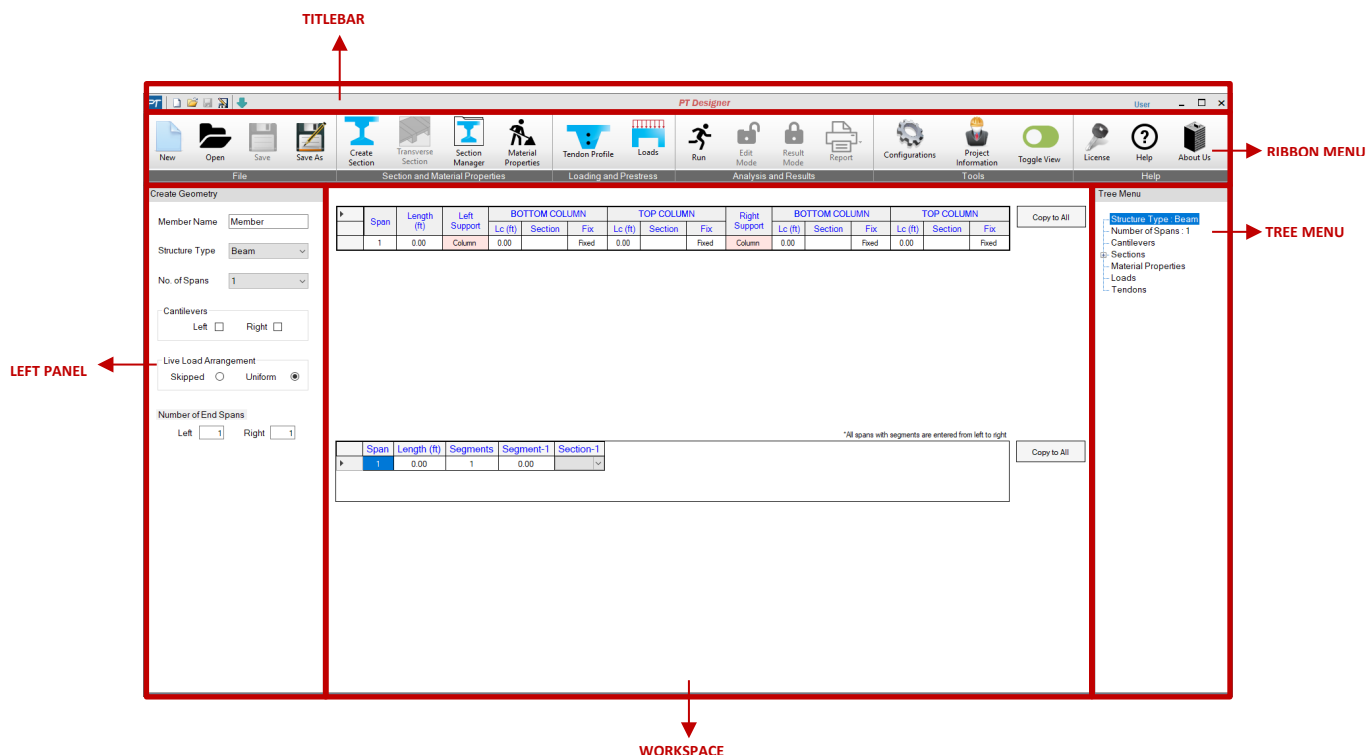 TITLEBAR
PT PT Designer User
New Open Save Save As Create Section Transverse Section Section Manager Material Properties Tendon Profile Loads Run Edit Mode Result Mode Report Configurations Project Information Toggle View License Help About Us
RIBBON MENU
File Section and Material Properties Loading and Prestress Analysis and Results Tools Help
Create Geometry
Tree Menu
Member Name Member
Structure Type Beam
No. of Spans 1
Cantilevers
Left Right
Live Load Arrangement
Skipped Uniform
Number of End Spans
Left 1 Right 1
LEFT PANEL
Span Length (ft) Left Support BOTTOM COLUMN TOP COLUMN Right Support BOTTOM COLUMN TOP COLUMN
Lc (ft) Section Fix Lc (ft) Section Fix Lc (ft) Section Fix Lc (ft) Section Fix
1 0.00 Column 0.00 Fixed 0.00 Fixed Column 0.00 Fixed 0.00 Fixed
Copy to All
*All spans with segments are entered from left to right
Span Length (ft) Segments Segment-1 Section-1
1 0.00 1 0.00
Copy to All
Structure Type : Beam
Number of Spans : 1
Cantilevers
Sections
Material Properties
Loads
Tendons
TREE MENU
WORKSPACE